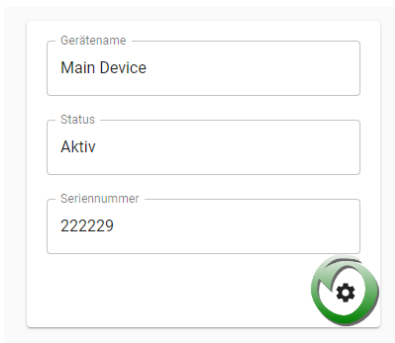 Gerätename
Main Device
Status
Aktiv
Seriennummer
222229